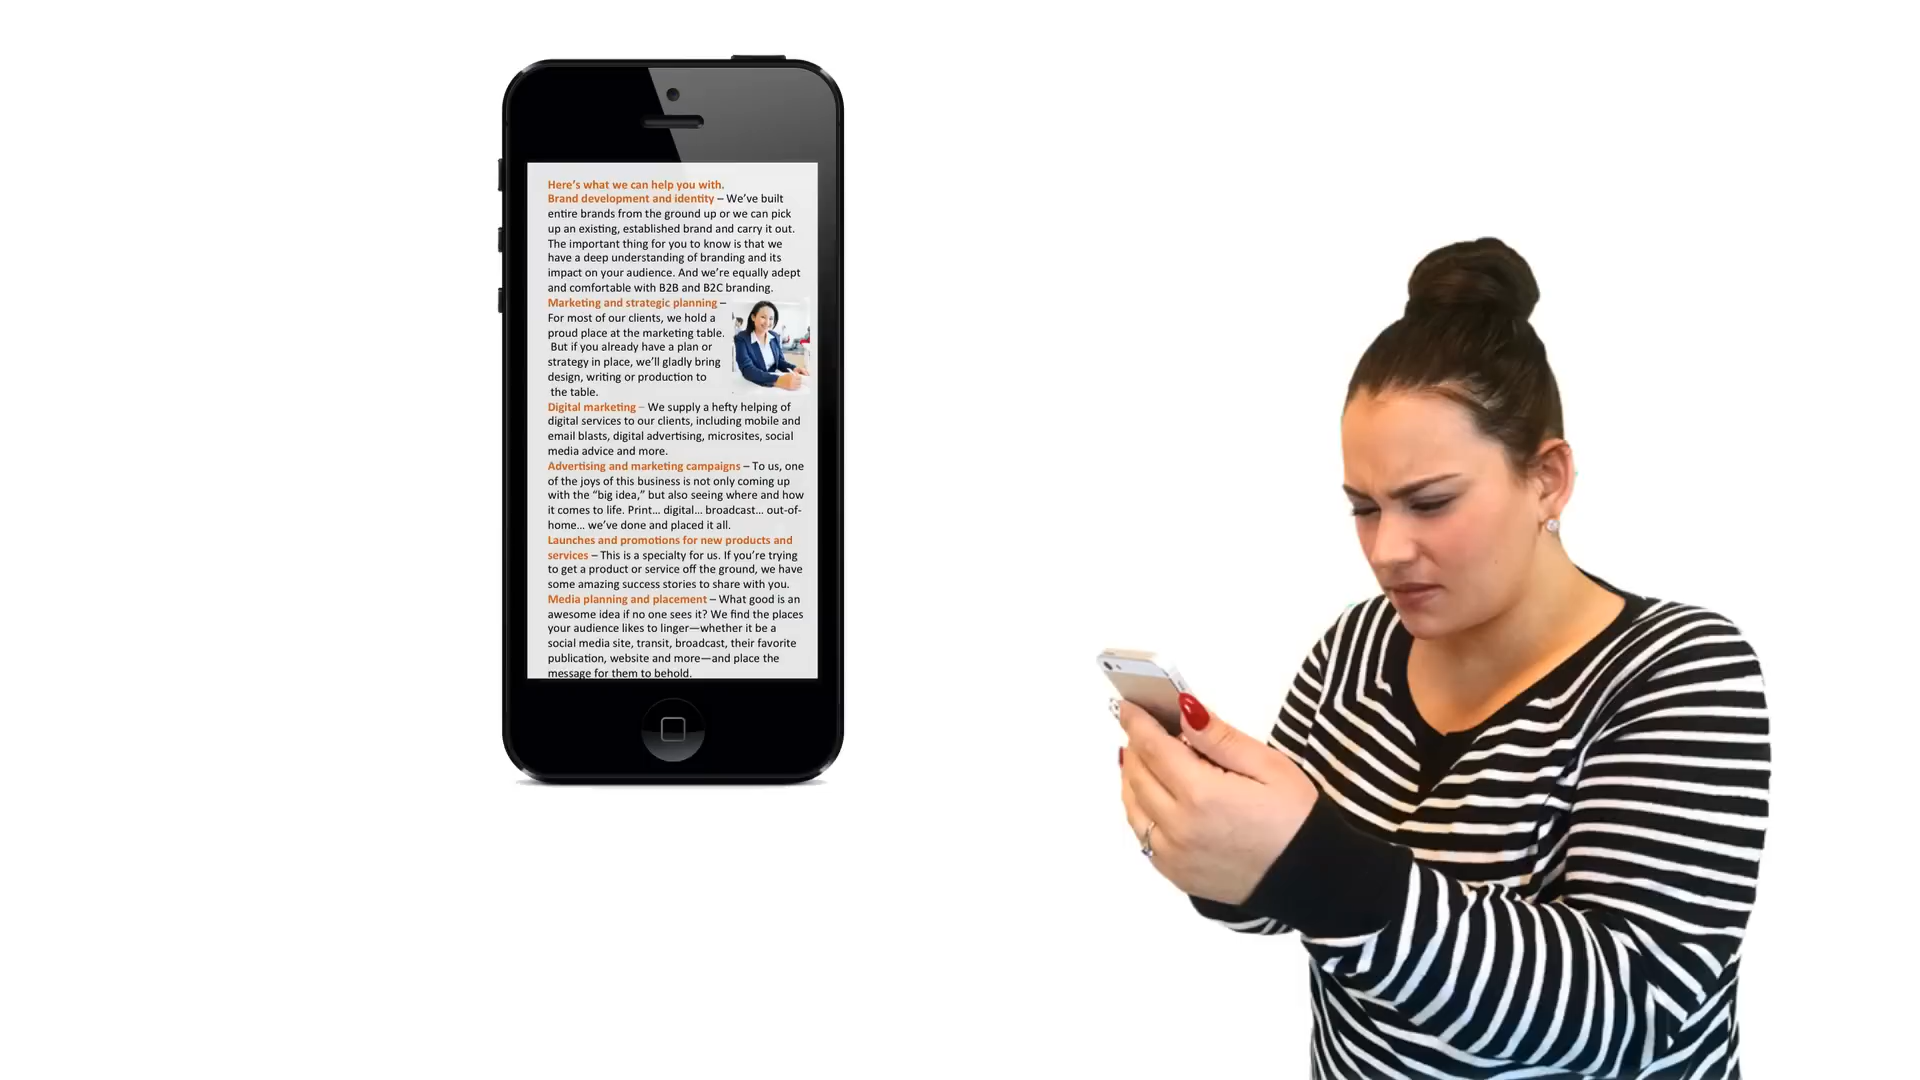 Here’s what we can help you with.
Brand development and identity – We’ve built
entire brands from the ground up or we can pick
up an existing, established brand and carry it out.
The important thing for you to know is that we
have a deep understanding of branding and its
impact on your audience. And we’re equally adept
and comfortable with B2B and B2C branding.
Marketing and strategic planning –
For most of our clients, we hold a
proud place at the marketing table.
But if you already have a plan or
strategy in place, we’ll gladly bring
design, writing or production to
the table.
Digital marketing – We supply a hefty helping of
digital services to our clients, including mobile and
email blasts, digital advertising, microsites, social
media advice and more.
Advertising and marketing campaigns – To us, one
of the joys of this business is not only coming up
with the “big idea,” but also seeing where and how
it comes to life. Print… digital… broadcast… out-of-
home… we’ve done and placed it all.
Launches and promotions for new products and
services – This is a specialty for us. If you’re trying
to get a product or service off the ground, we have
some amazing success stories to share with you.
Media planning and placement – What good is an
awesome idea if no one sees it? We find the places
your audience likes to linger—whether it be a
social media site, transit, broadcast, their favorite
publication, website and more—and place the
message for them to behold.